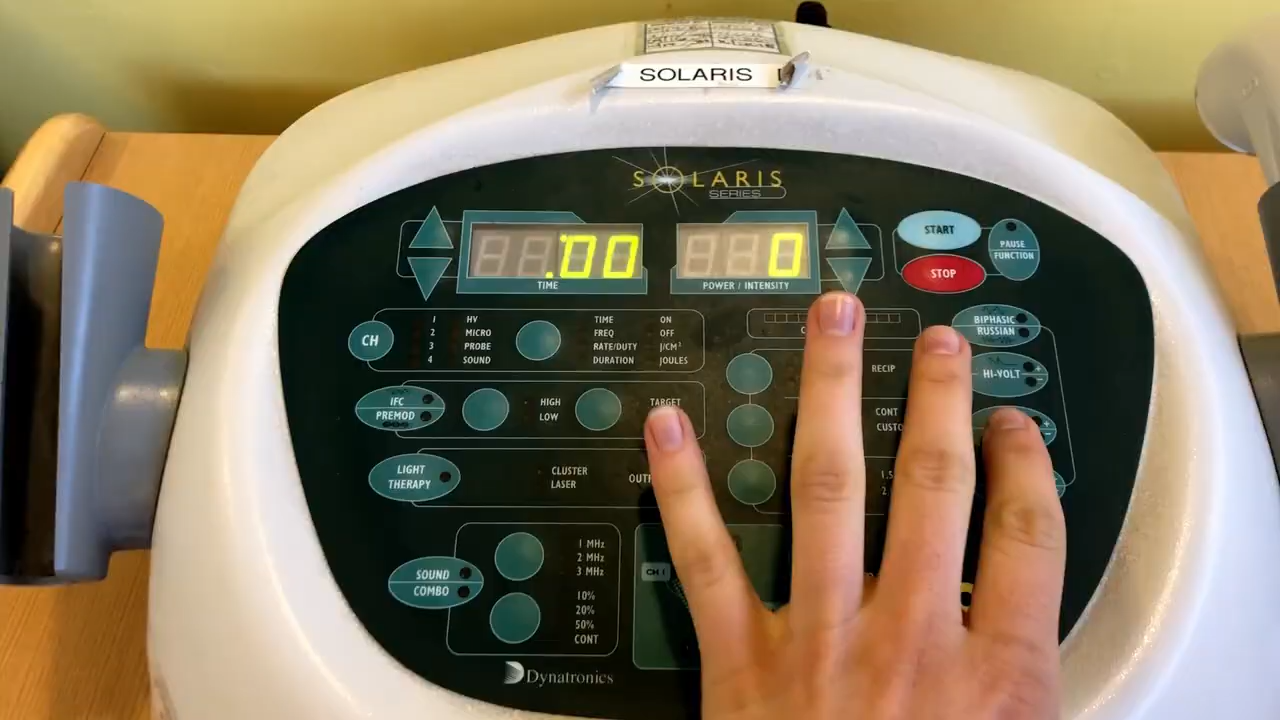 SOLARIS
SOLARIS
SERIES
.00
0
TIME
POWER / INTENSITY
START
STOP
PAUSE
FUNCTION
CH
1 HV
2 MICRO
3 PROBE
4 SOUND
TIME ON
FREQ OFF
RATE/DUTY J/CM²
DURATION JOULES
BIPHASIC
RUSSIAN
RECIP
HI-VOLT + −
IFC
PREMOD
HIGH
LOW
TARGET
CONT
+ −
LIGHT
THERAPY
CLUSTER
LASER
SOUND
COMBO
1 MHz
2 MHz
3 MHz
10%
20%
50%
CONT
CH 1
Dynatronics